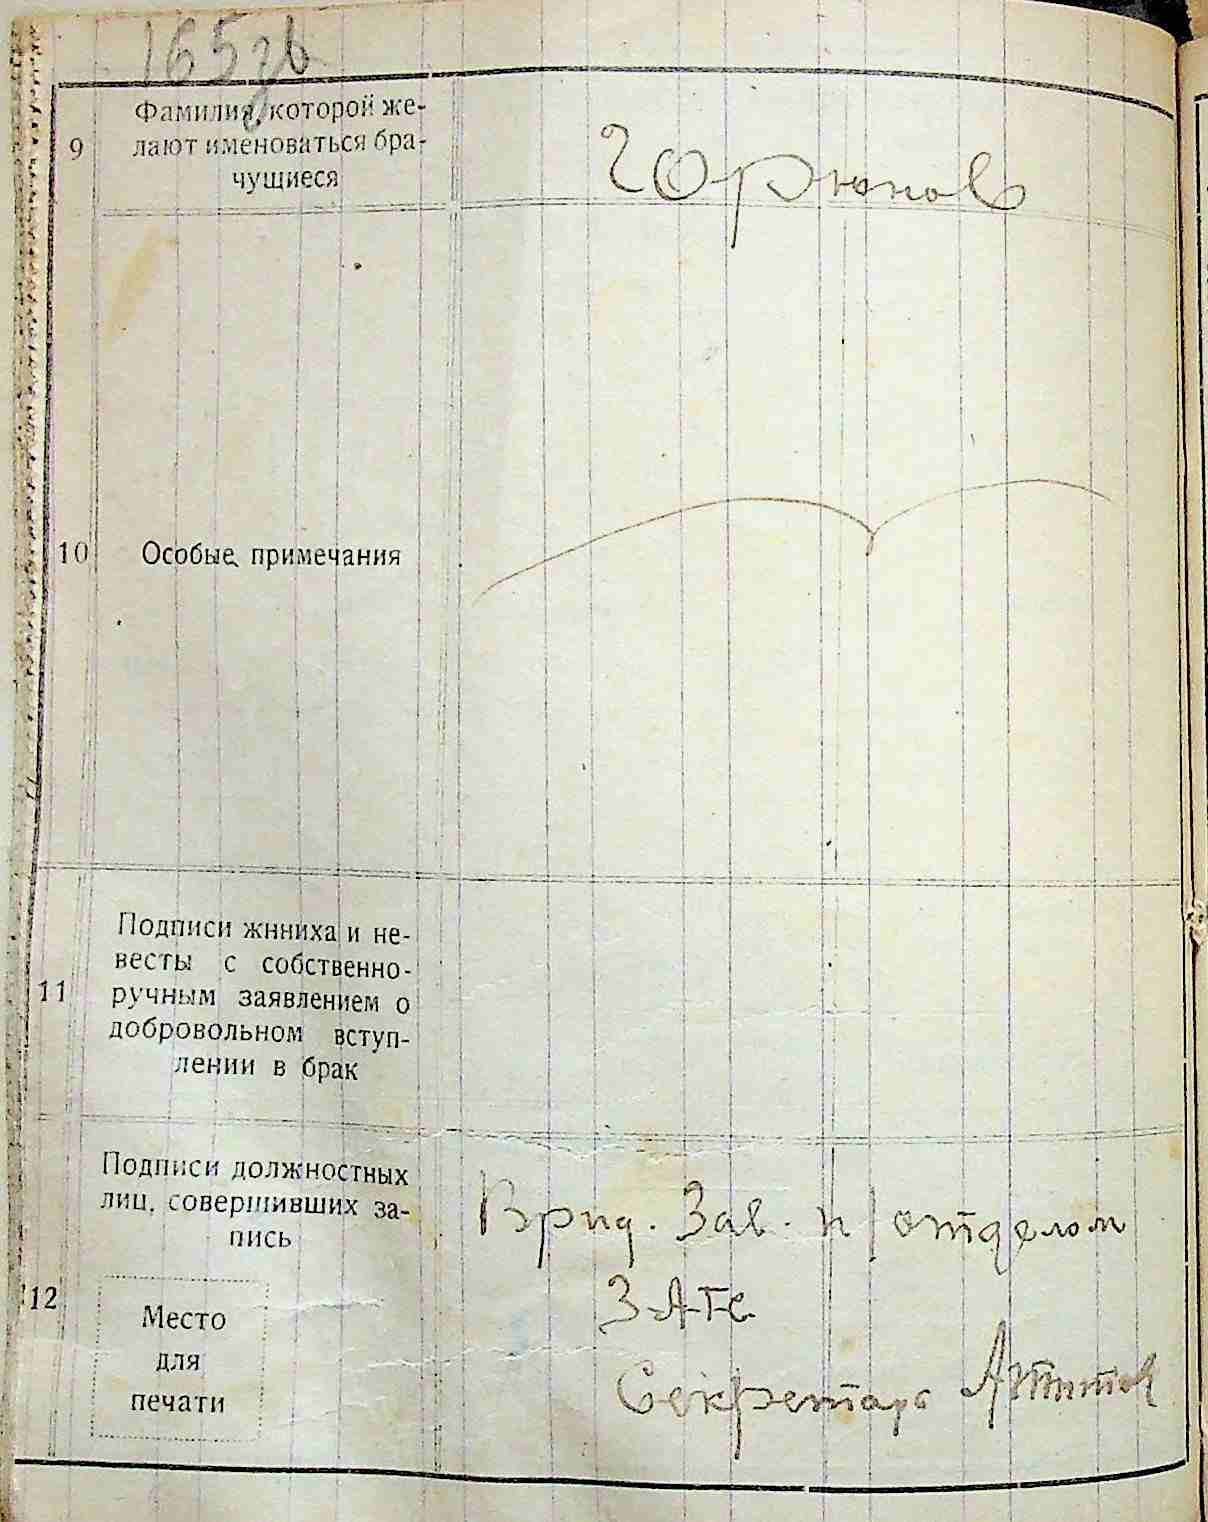 165 зв
9
Фамилия, которой же-
лают именоваться бра-
чущиеся
Горюнов
10
Особые примечания
11
Подписи жнниха и не-
весты с собственно-
ручным заявлением о
добровольном вступ-
лении в брак
12
Подписи должностных
лиц, совершивших за-
пись
Место
для
печати
Врид. Зав. п/отделом
З-А-Г-С
Секретарь